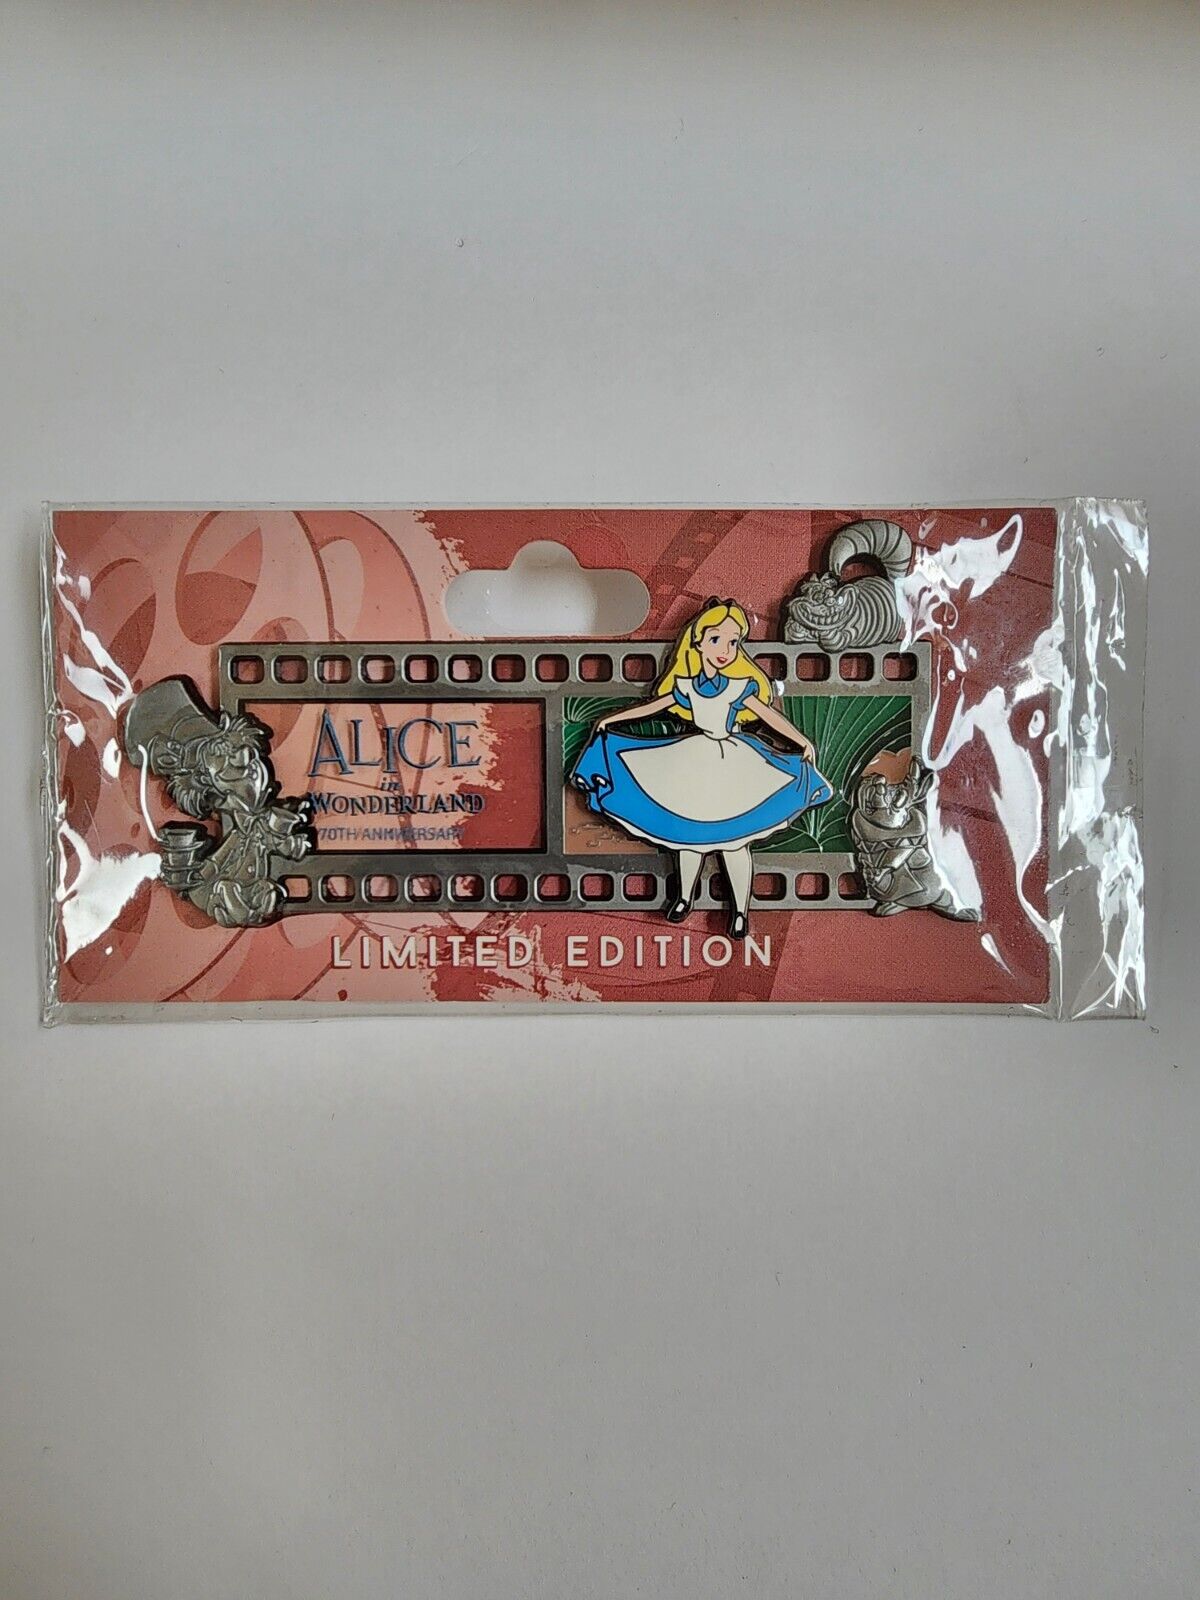 ALICE
in
WONDERLAND
70TH ANNIVERSARY
LIMITED EDITION